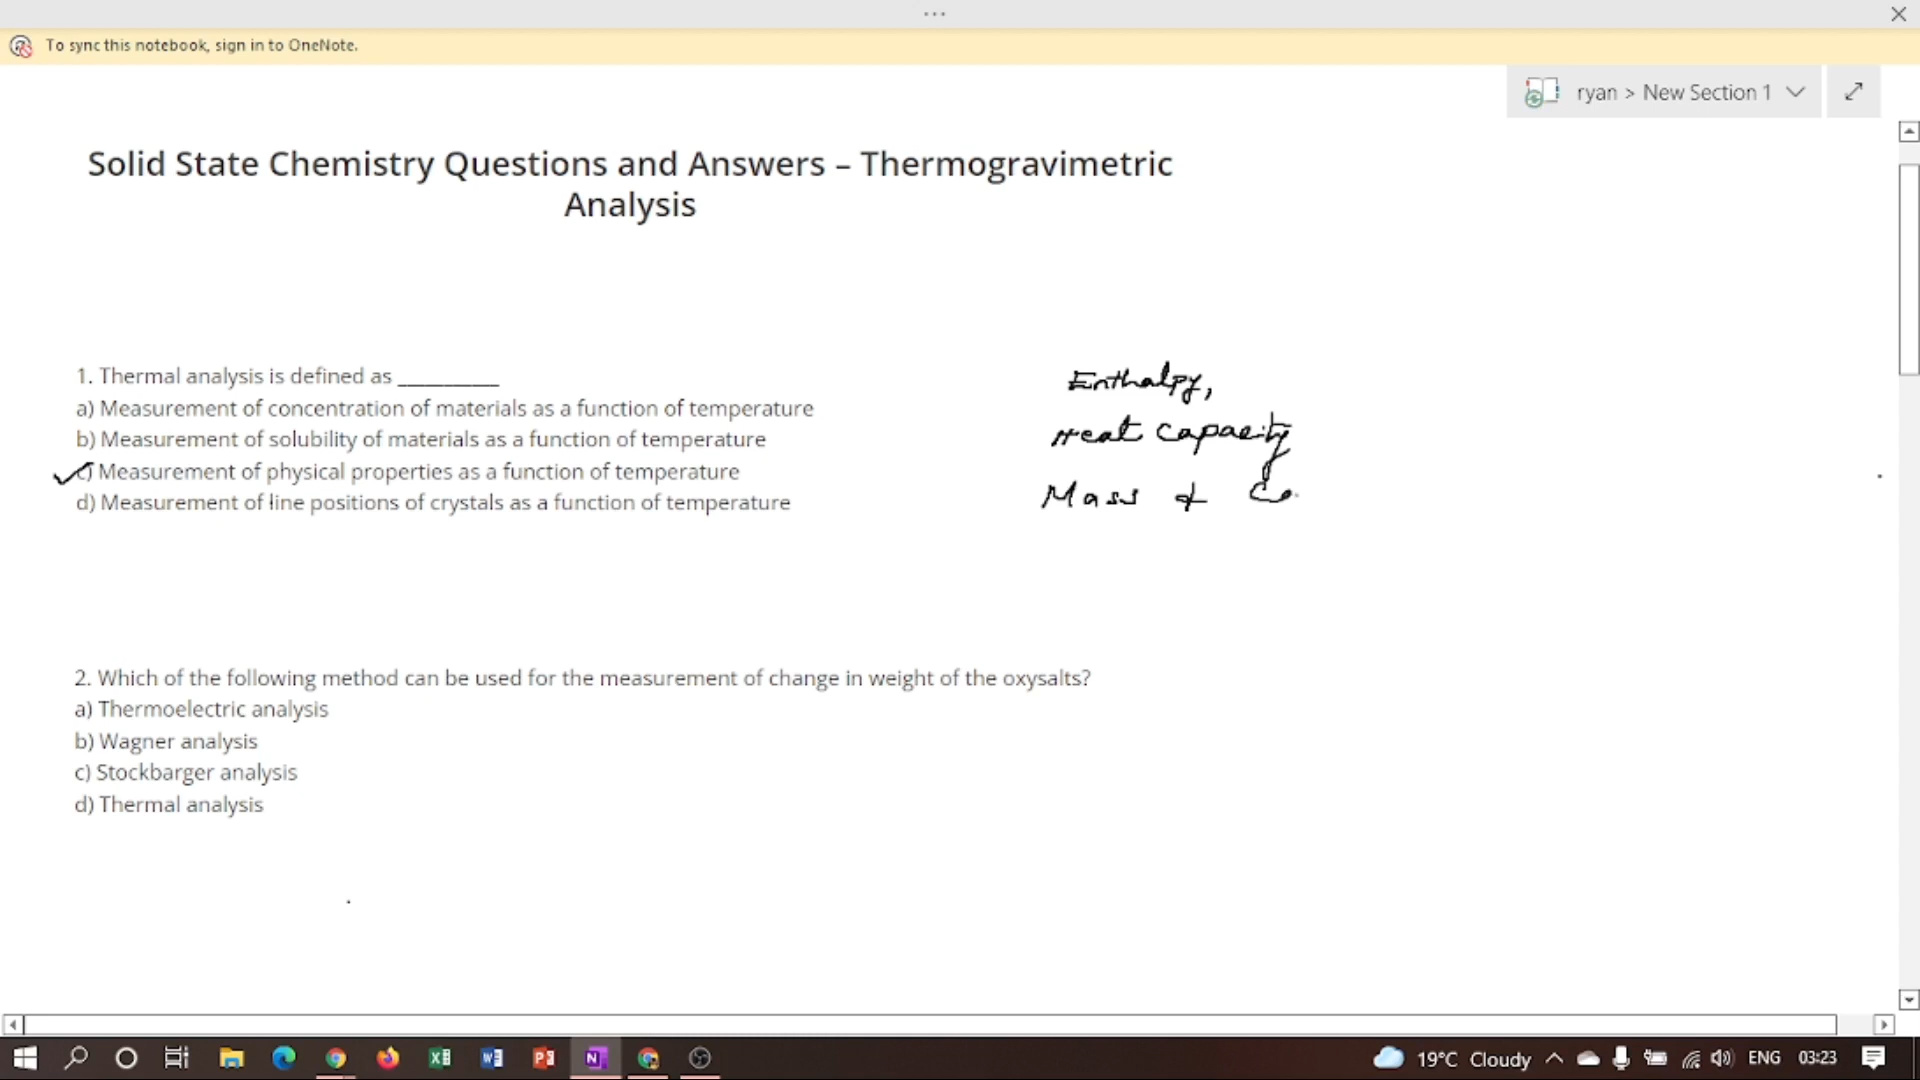 To sync this notebook, sign in to OneNote.
ryan > New Section 1
Solid State Chemistry Questions and Answers – Thermogravimetric
Analysis
1. Thermal analysis is defined as __________
a) Measurement of concentration of materials as a function of temperature
b) Measurement of solubility of materials as a function of temperature
c) Measurement of physical properties as a function of temperature
d) Measurement of line positions of crystals as a function of temperature
Enthalpy,
Heat capacity
Mass & Co
2. Which of the following method can be used for the measurement of change in weight of the oxysalts?
a) Thermoelectric analysis
b) Wagner analysis
c) Stockbarger analysis
d) Thermal analysis
19°C Cloudy ENG 03:23